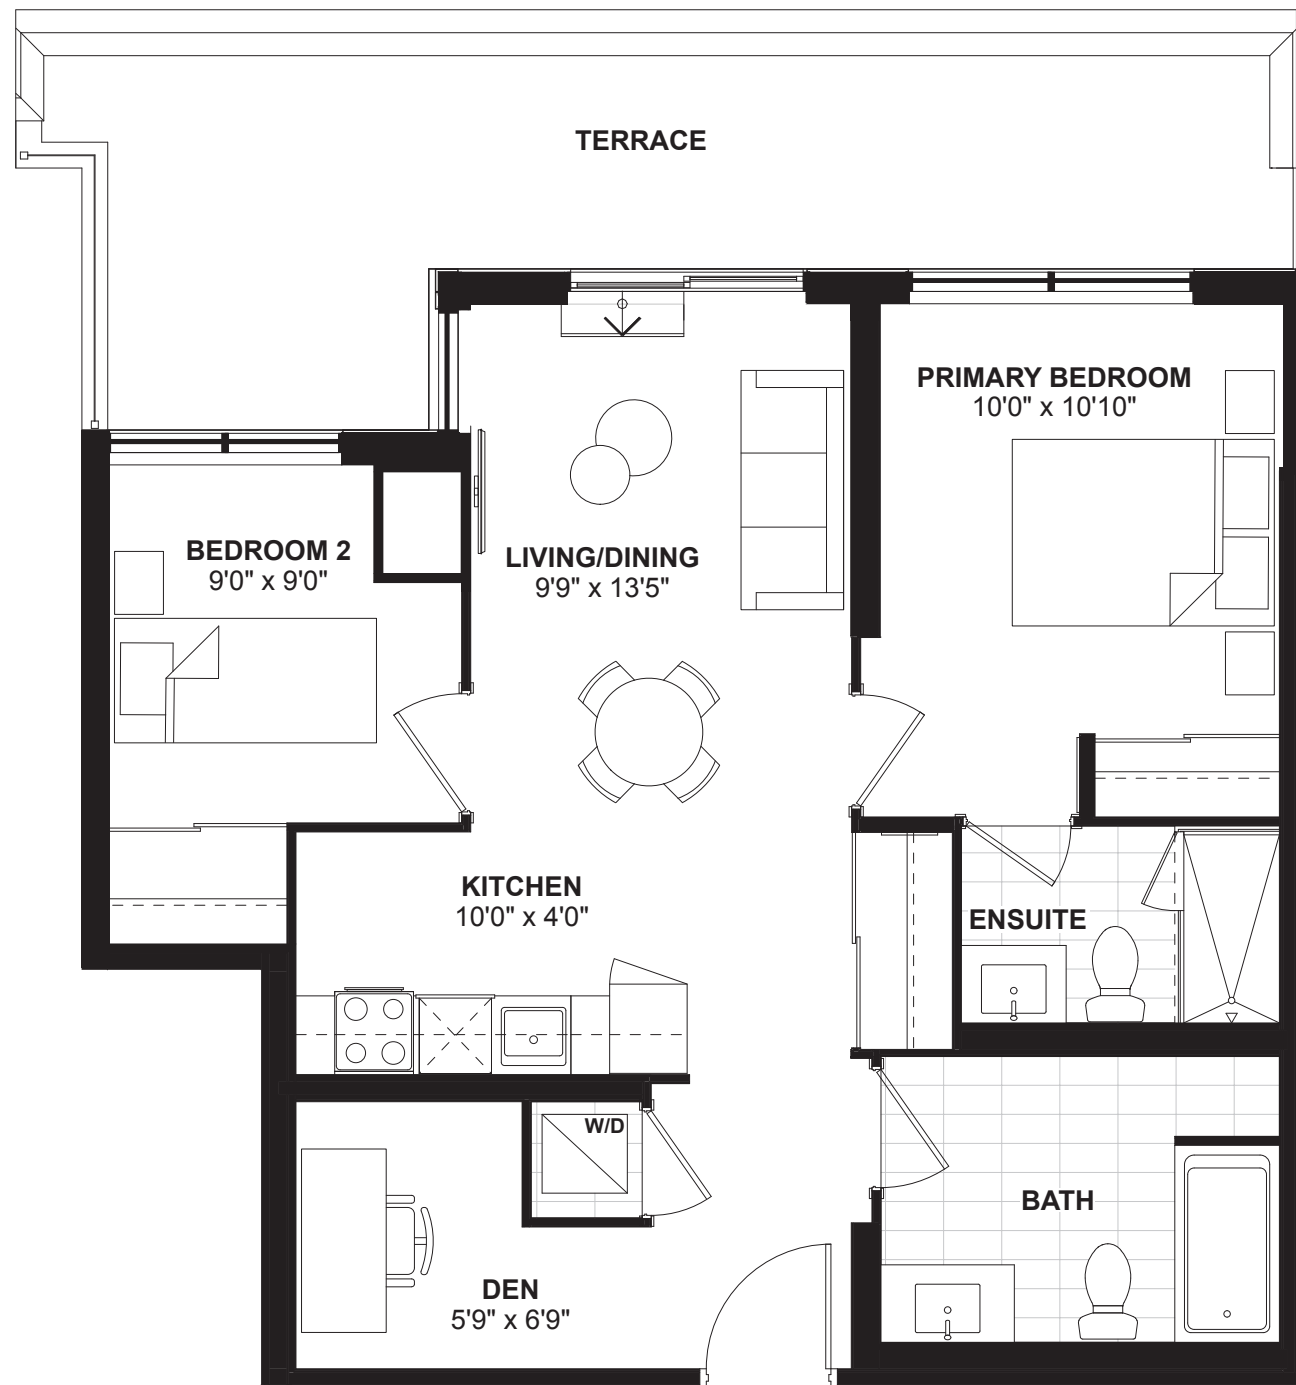 TERRACE
PRIMARY BEDROOM
10'0" x 10'10"
BEDROOM 2
9'0" x 9'0"
LIVING/DINING
9'9" x 13'5"
KITCHEN
10'0" x 4'0"
ENSUITE
W/D
BATH
DEN
5'9" x 6'9"